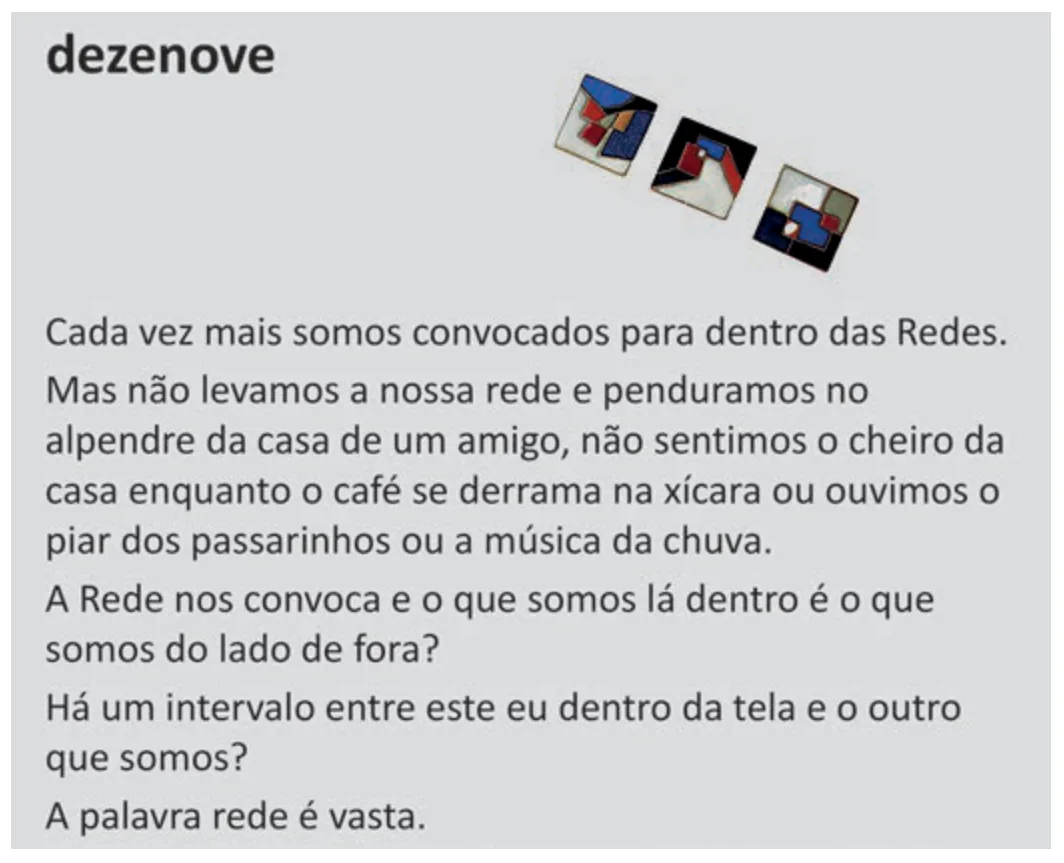 dezenove
Cada vez mais somos convocados para dentro das Redes.
Mas não levamos a nossa rede e penduramos no
alpendre da casa de um amigo, não sentimos o cheiro da
casa enquanto o café se derrama na xícara ou ouvimos o
piar dos passarinhos ou a música da chuva.
A Rede nos convoca e o que somos lá dentro é o que
somos do lado de fora?
Há um intervalo entre este eu dentro da tela e o outro
que somos?
A palavra rede é vasta.